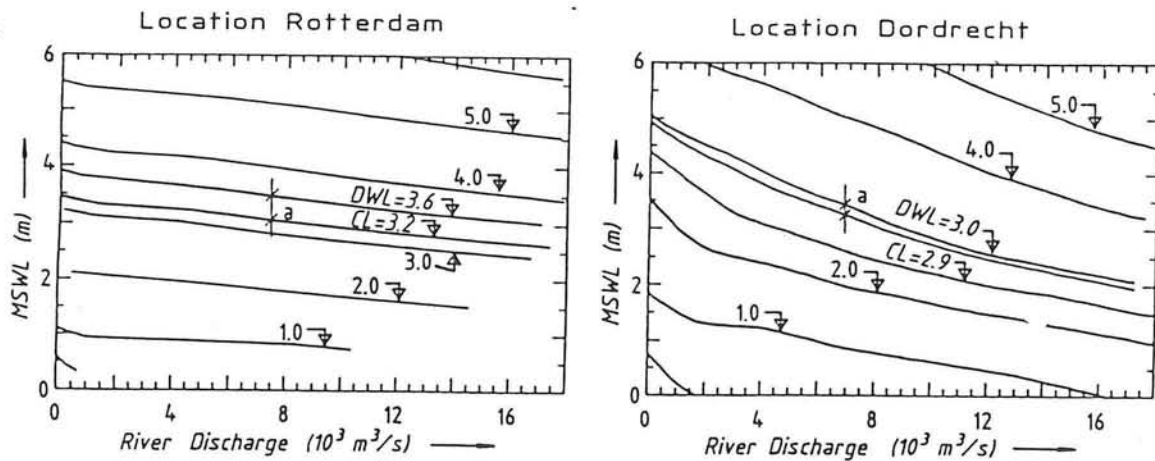 Location Rotterdam
6
4
2
0
MSWL (m)
5.0
4.0
DWL=3.6
a
CL=3.2
3.0
2.0
1.0
0
4
8
12
16
River Discharge (10³ m³/s)
Location Dordrecht
6
4
2
0
MSWL (m)
5.0
4.0
a
DWL=3.0
CL=2.9
2.0
1.0
0
4
8
12
16
River Discharge (10³ m³/s)